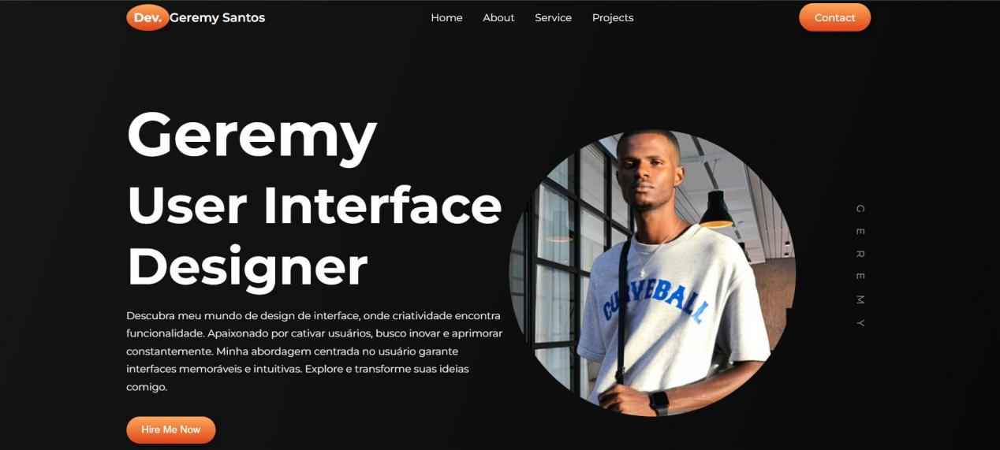 Dev. Geremy Santos
Home About Service Projects
Contact
Geremy
User Interface
Designer
Descubra meu mundo de design de interface, onde criatividade encontra
funcionalidade. Apaixonado por cativar usuários, busco inovar e aprimorar
constantemente. Minha abordagem centrada no usuário garante
interfaces memoráveis e intuitivas. Explore e transforme suas ideias
comigo.
Hire Me Now
CURVEBALL
GEREMY